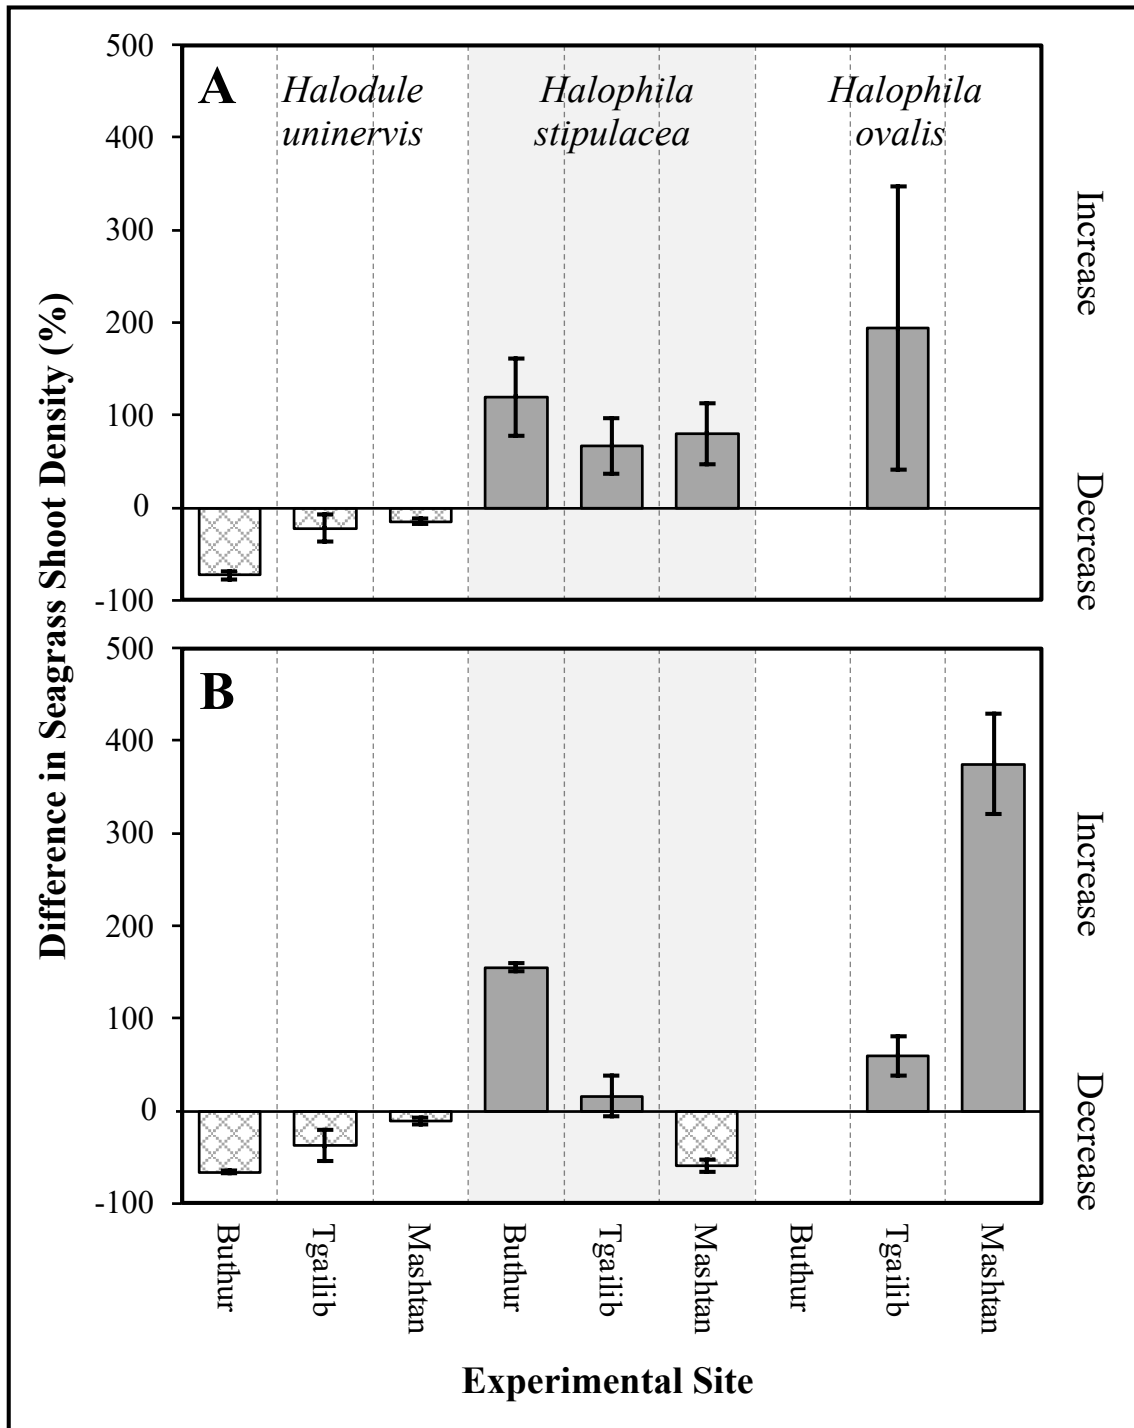 Difference in Seagrass Shoot Density (%)
A
Halodule
uninervis
Halophila
stipulacea
Halophila
ovalis
500
400
300
200
100
0
-100
Increase
Decrease
B
500
400
300
200
100
0
-100
Increase
Decrease
Buthur
Tgailib
Mashtan
Buthur
Tgailib
Mashtan
Buthur
Tgailib
Mashtan
Experimental Site